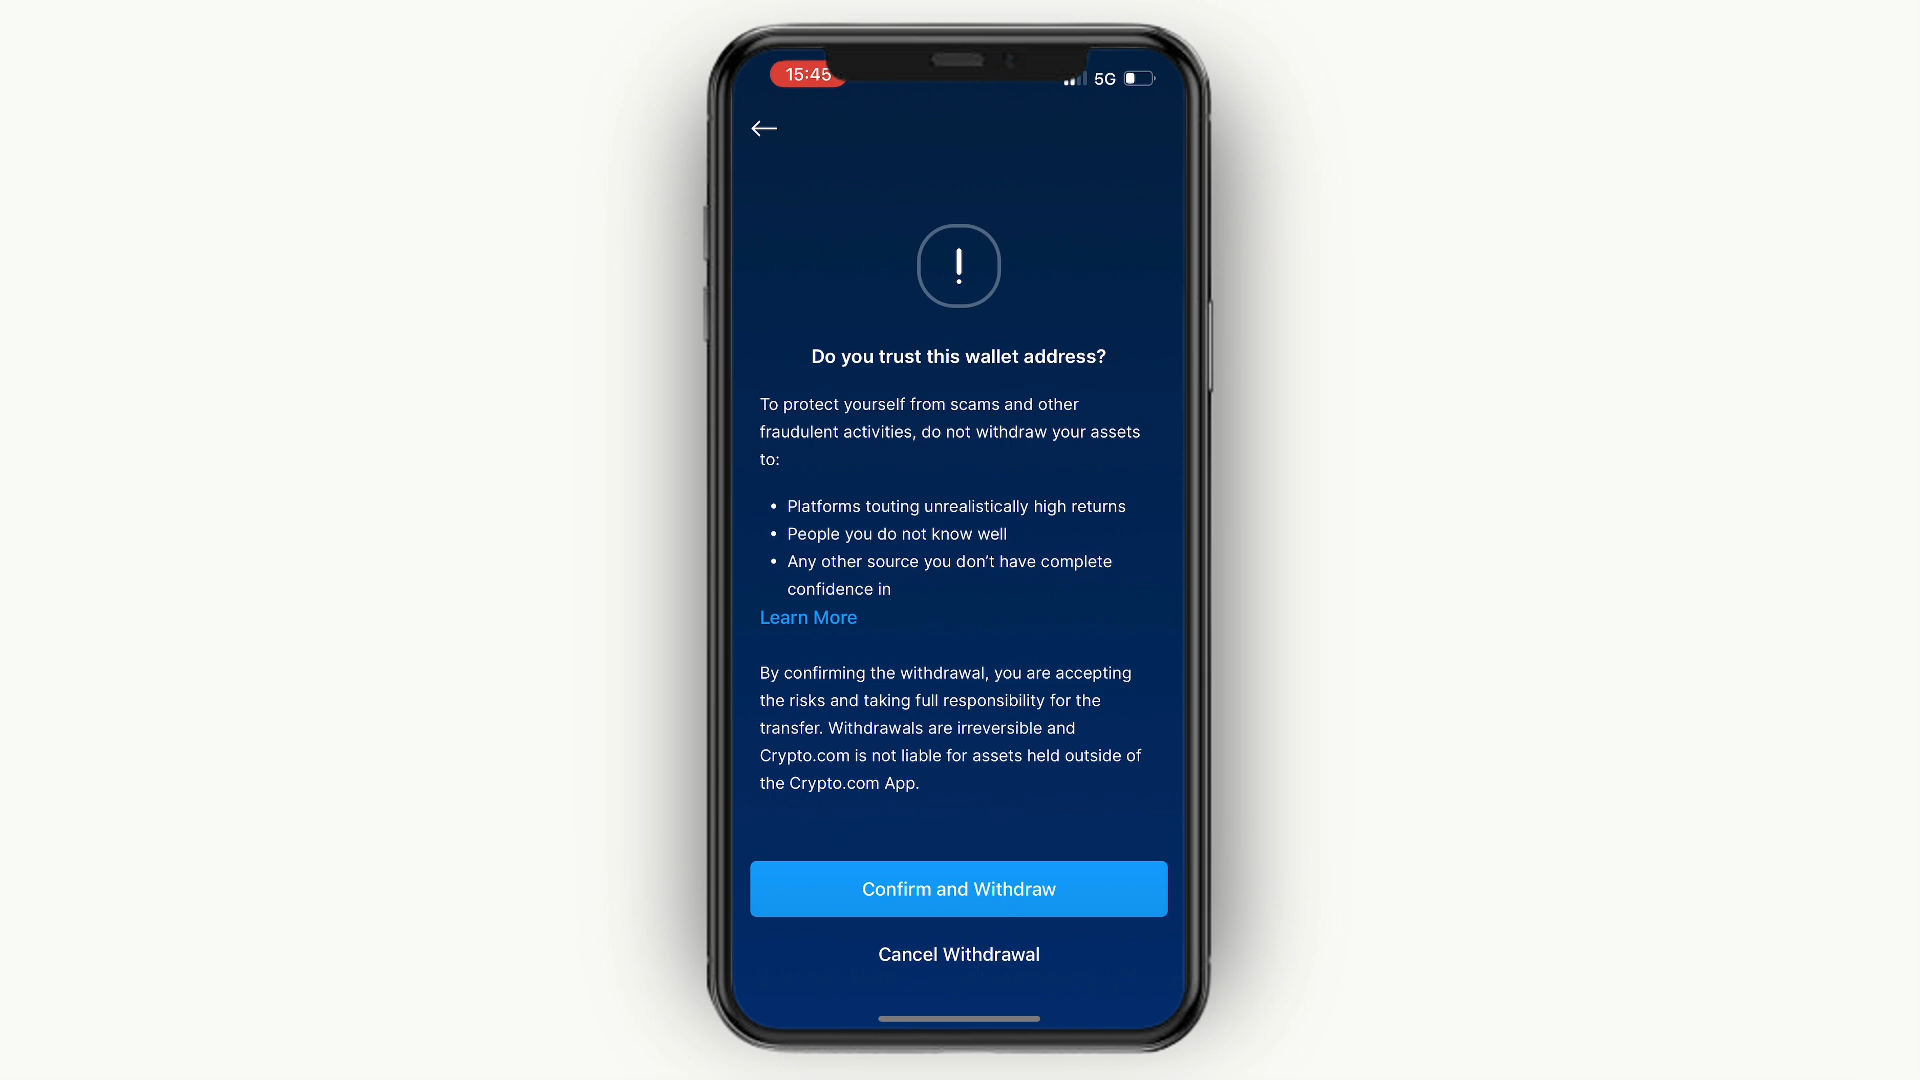 15:45
5G
Do you trust this wallet address?
To protect yourself from scams and other
fraudulent activities, do not withdraw your assets
to:
• Platforms touting unrealistically high returns
• People you do not know well
• Any other source you don’t have complete
confidence in
Learn More
By confirming the withdrawal, you are accepting
the risks and taking full responsibility for the
transfer. Withdrawals are irreversible and
Crypto.com is not liable for assets held outside of
the Crypto.com App.
Confirm and Withdraw
Cancel Withdrawal